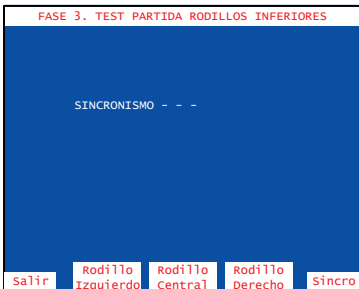 FASE 3. TEST PARTIDA RODILLOS INFERIORES
SINCRONISMO - - -
Salir
Rodillo
Izquierdo
Rodillo
Central
Rodillo
Derecho
Sincro